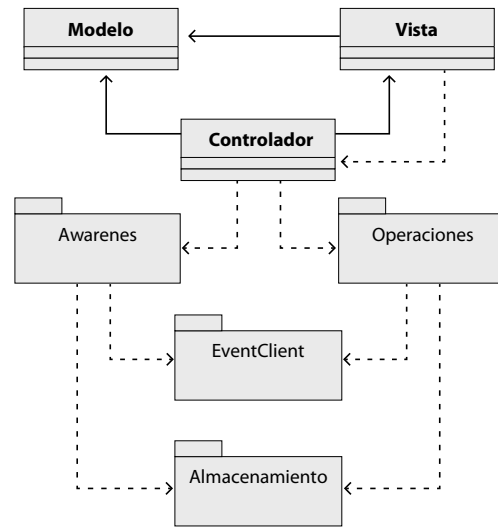 Modelo
Vista
Controlador
Awarenes
Operaciones
EventClient
Almacenamiento